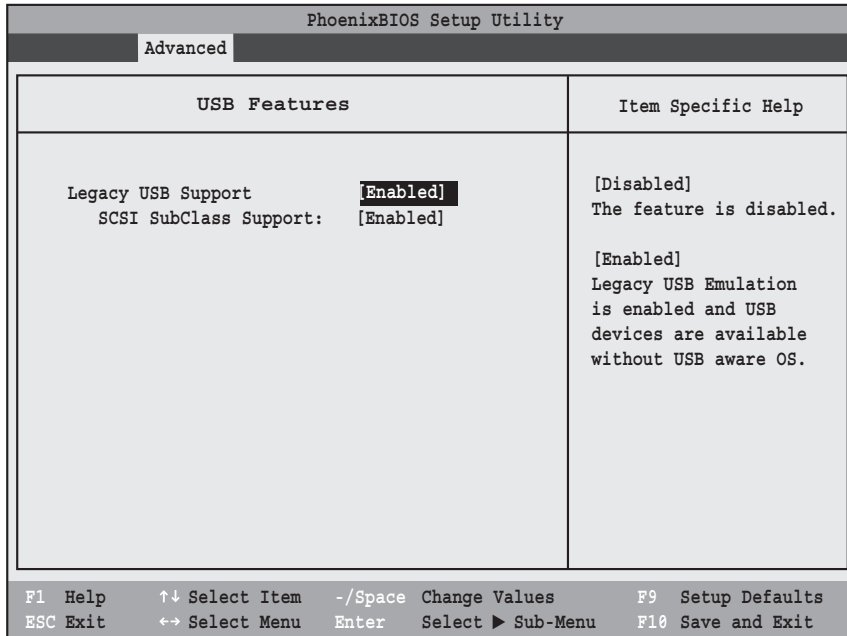 PhoenixBIOS Setup Utility
Advanced
USB Features
Item Specific Help
Legacy USB Support [Enabled]
SCSI SubClass Support: [Enabled]
[Disabled]
The feature is disabled.
[Enabled]
Legacy USB Emulation
is enabled and USB
devices are available
without USB aware OS.
F1 Help ↑↓ Select Item -/Space Change Values F9 Setup Defaults
ESC Exit ←→ Select Menu Enter Select ▶ Sub-Menu F10 Save and Exit